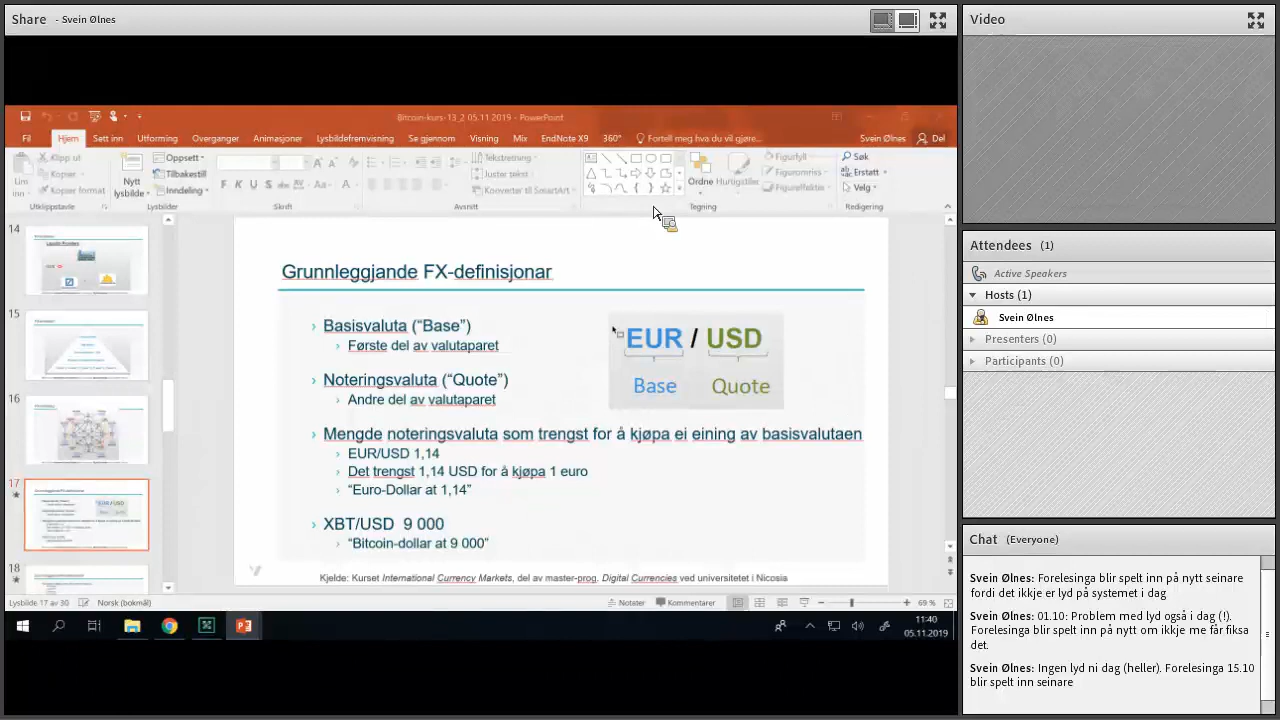 Share - Svein Ølnes
Bitcoin-kurs-13_2 05.11 2019 - PowerPoint
Fil Hjem Sett inn Utforming Overganger Animasjoner Lysbildefremvisning Se gjennom Visning Mix EndNote X9 360° Fortell meg hva du vil gjøre... Svein Ølnes Del
Lim inn
Klipp ut
Kopier
Kopier format
Utklippstavle
Nytt lysbilde
Oppsett
Tilbakestill
Inndeling
Lysbilder
F K U S abc AV Aa A
Skrift
Tekstretning
Juster tekst
Konverter til SmartArt
Avsnitt
Ordne Hurtigstiler
Figurfyll
Figuromriss
Figureffekter
Tegning
Søk
Erstatt
Velg
Redigering
14
15
16
17
18
Grunnleggjande FX-definisjonar
Basisvaluta (“Base”)
Første del av valutaparet
Noteringsvaluta (“Quote”)
Andre del av valutaparet
EUR / USD
Base Quote
Mengde noteringsvaluta som trengst for å kjøpa ei eining av basisvalutaen
EUR/USD 1,14
Det trengst 1,14 USD for å kjøpa 1 euro
“Euro-Dollar at 1,14”
XBT/USD 9 000
“Bitcoin-dollar at 9 000”
Kjelde: Kurset International Currency Markets, del av master-prog. Digital Currencies ved universitetet i Nicosia
Lysbilde 17 av 30 Norsk (bokmål) Notater Kommentarer 69 %
11:40
05.11.2019
Video
Attendees (1)
Active Speakers
Hosts (1)
Svein Ølnes
Presenters (0)
Participants (0)
Chat (Everyone)
Svein Ølnes: Forelesinga blir spelt inn på nytt seinare
fordi det ikkje er lyd på systemet i dag
Svein Ølnes: 01.10: Problem med lyd også i dag (!).
Forelesinga blir spelt inn på nytt om ikkje me får fiksa
det.
Svein Ølnes: Ingen lyd ni dag (heller). Forelesinga 15.10
blir spelt inn seinare